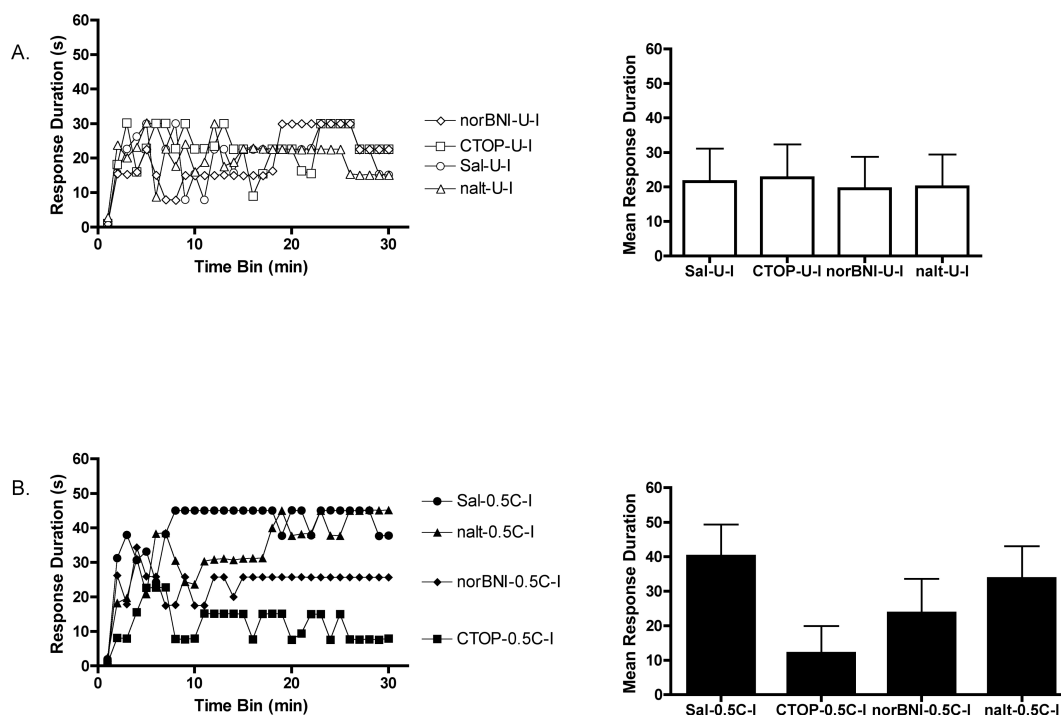 A.
Response Duration (s)
60
50
40
30
20
10
0
0 10 20 30
Time Bin (min)
norBNI-U-I
CTOP-U-I
Sal-U-I
nalt-U-I
Mean Response Duration
60
50
40
30
20
10
0
Sal-U-I CTOP-U-I norBNI-U-I nalt-U-I
B.
Response Duration (s)
60
50
40
30
20
10
0
0 10 20 30
Time Bin (min)
Sal-0.5C-I
nalt-0.5C-I
norBNI-0.5C-I
CTOP-0.5C-I
Mean Response Duration
60
50
40
30
20
10
0
Sal-0.5C-I CTOP-0.5C-I norBNI-0.5C-I nalt-0.5C-I